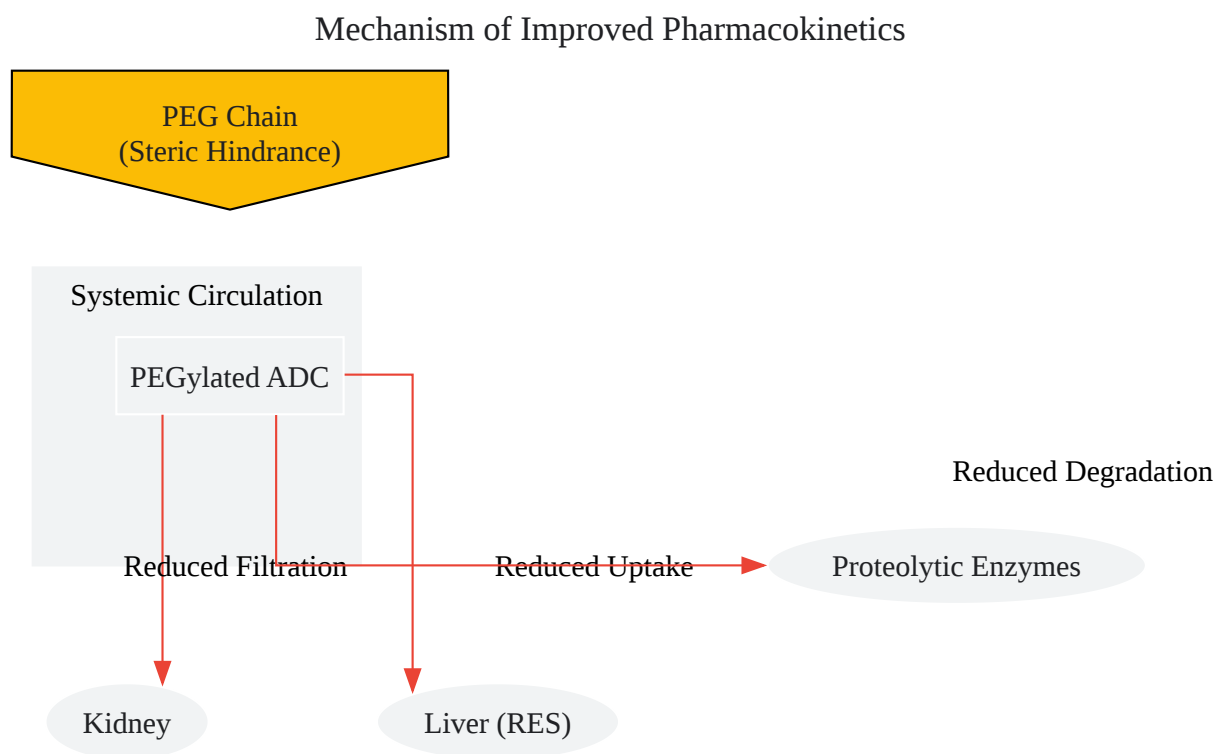 Mechanism of Improved Pharmacokinetics
PEG Chain
(Steric Hindrance)
Systemic Circulation
PEGylated ADC
Reduced Degradation
Reduced Filtration
Reduced Uptake
Proteolytic Enzymes
Kidney
Liver (RES)